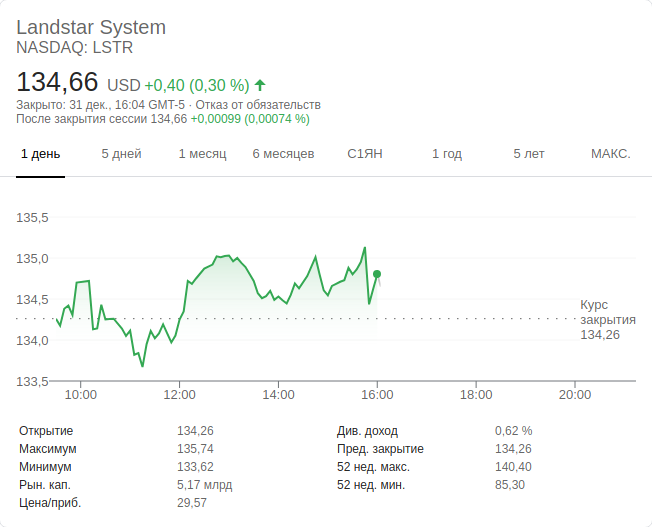 Landstar System
NASDAQ: LSTR
134,66 USD +0,40 (0,30 %)
Закрыто: 31 дек., 16:04 GMT-5 · Отказ от обязательств
После закрытия сессии 134,66 +0,00099 (0,00074 %)
1 день 5 дней 1 месяц 6 месяцев С1ЯН 1 год 5 лет МАКС.
135,5
135,0
134,5
134,0
133,5
Курс
закрытия
134,26
10:00 12:00 14:00 16:00 18:00 20:00
Открытие 134,26 Див. доход 0,62 %
Максимум 135,74 Пред. закрытие 134,26
Минимум 133,62 52 нед. макс. 140,40
Рын. кап. 5,17 млрд 52 нед. мин. 85,30
Цена/приб. 29,57